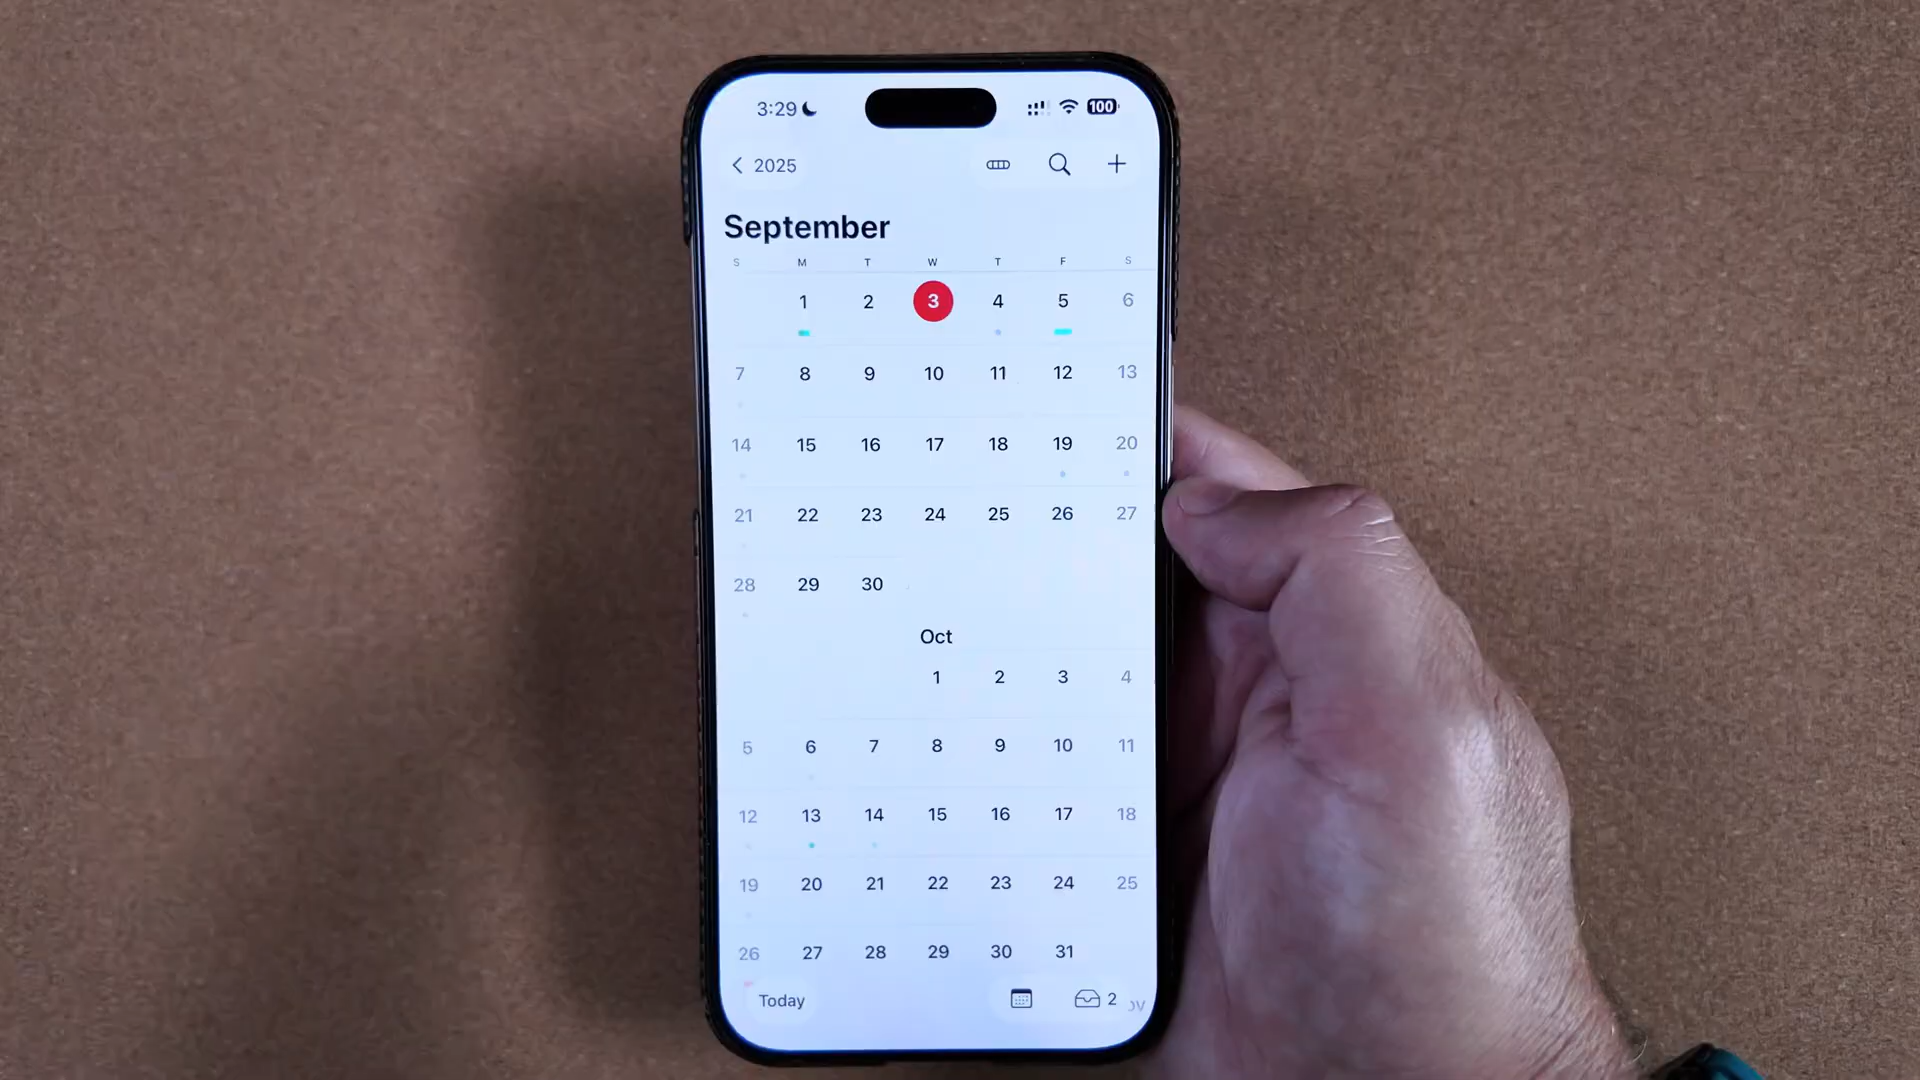 3:29 100
2025
September
S M T W T F S
1 2 3 4 5 6
7 8 9 10 11 12 13
14 15 16 17 18 19 20
21 22 23 24 25 26 27
28 29 30
Oct
1 2 3 4
5 6 7 8 9 10 11
12 13 14 15 16 17 18
19 20 21 22 23 24 25
26 27 28 29 30 31
Today 2